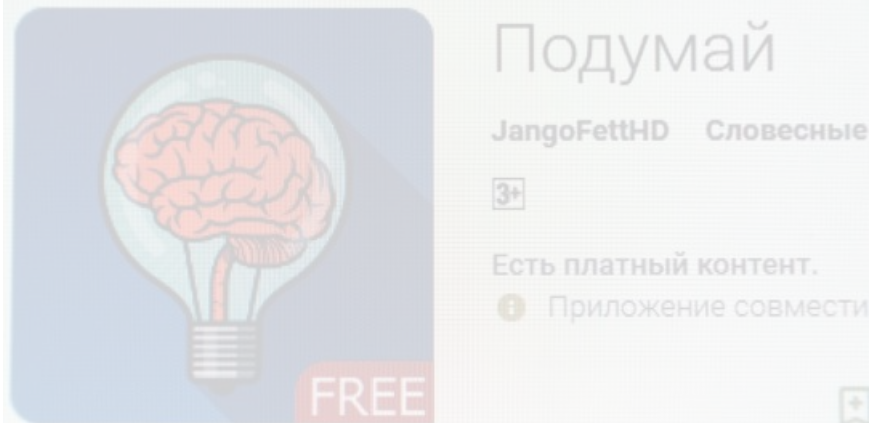 Подумай
JangoFettHD Словесные
3+
Есть платный контент.
Приложение совмести
FREE